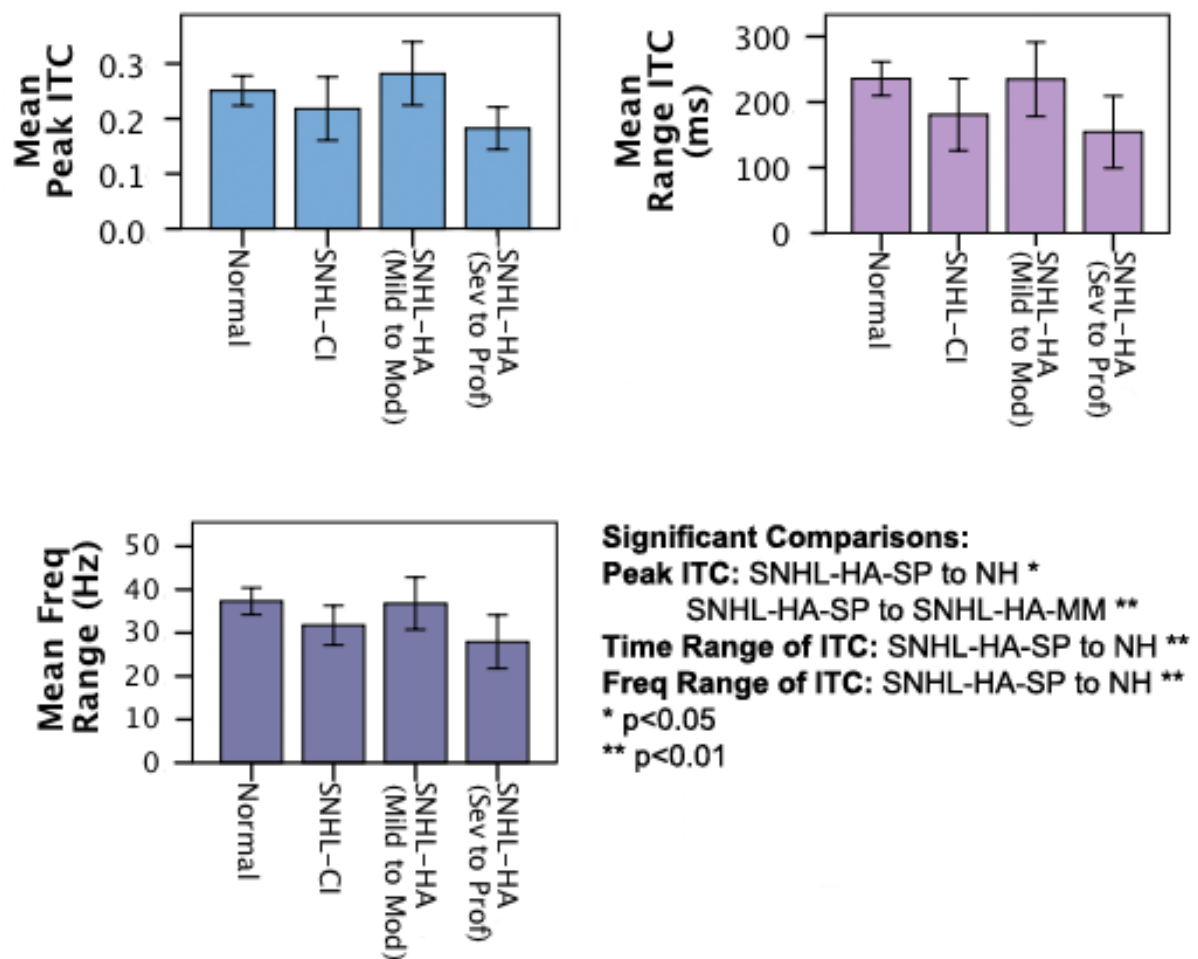 Mean
Peak ITC
0.3
0.2
0.1
0.0
Normal
SNHL-CI
SNHL-HA
(Mild to Mod)
SNHL-HA
(Sev to Prof)
Mean
Range ITC
(ms)
300
200
100
0
Normal
SNHL-CI
SNHL-HA
(Mild to Mod)
SNHL-HA
(Sev to Prof)
Mean Freq
Range (Hz)
50
40
30
20
10
0
Normal
SNHL-CI
SNHL-HA
(Mild to Mod)
SNHL-HA
(Sev to Prof)
Significant Comparisons:
Peak ITC: SNHL-HA-SP to NH *
SNHL-HA-SP to SNHL-HA-MM **
Time Range of ITC: SNHL-HA-SP to NH **
Freq Range of ITC: SNHL-HA-SP to NH **
* p<0.05
** p<0.01